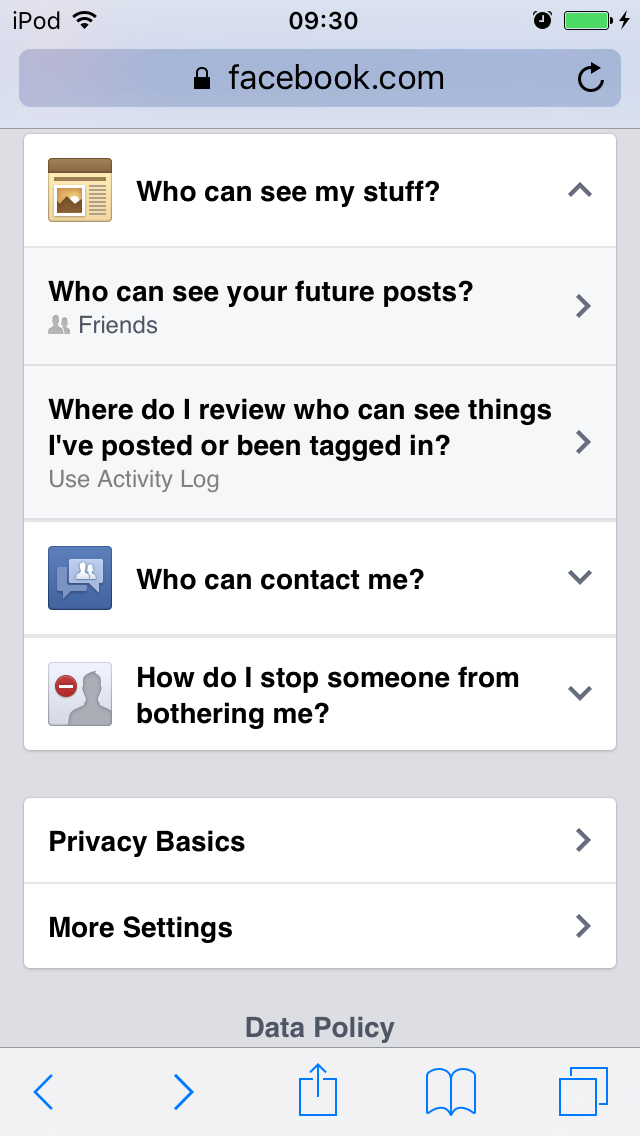 iPod 09:30
facebook.com
Who can see my stuff?
Who can see your future posts?
Friends
Where do I review who can see things
I've posted or been tagged in?
Use Activity Log
Who can contact me?
How do I stop someone from
bothering me?
Privacy Basics
More Settings
Data Policy